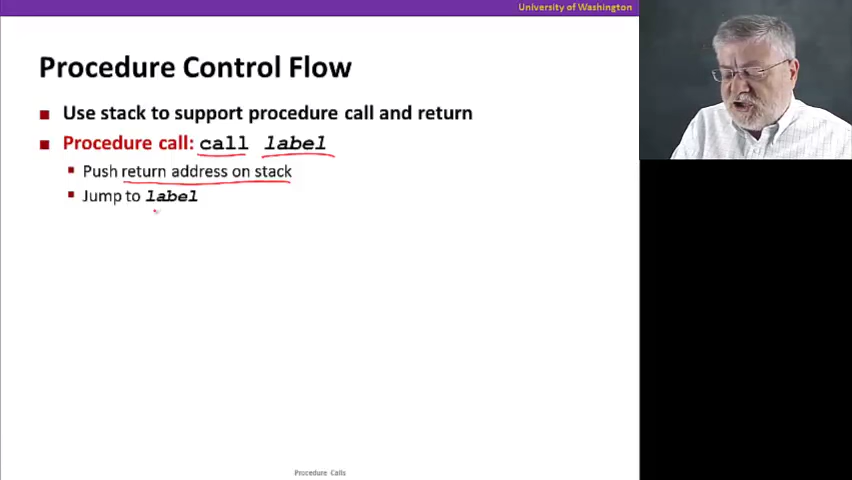 University of Washington
Procedure Control Flow
Use stack to support procedure call and return
Procedure call: call label
Push return address on stack
Jump to label
Procedure Calls